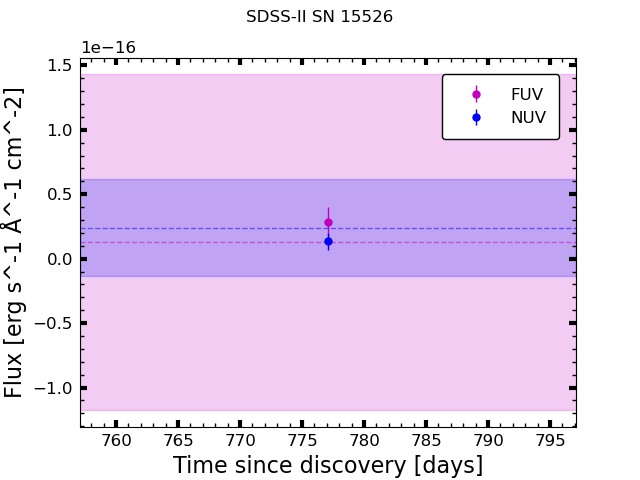 SDSS-II SN 15526
1e−16
1.5
1.0
0.5
0.0
−0.5
−1.0
Flux [erg s^-1 Å^-1 cm^-2]
FUV
NUV
760 765 770 775 780 785 790 795
Time since discovery [days]